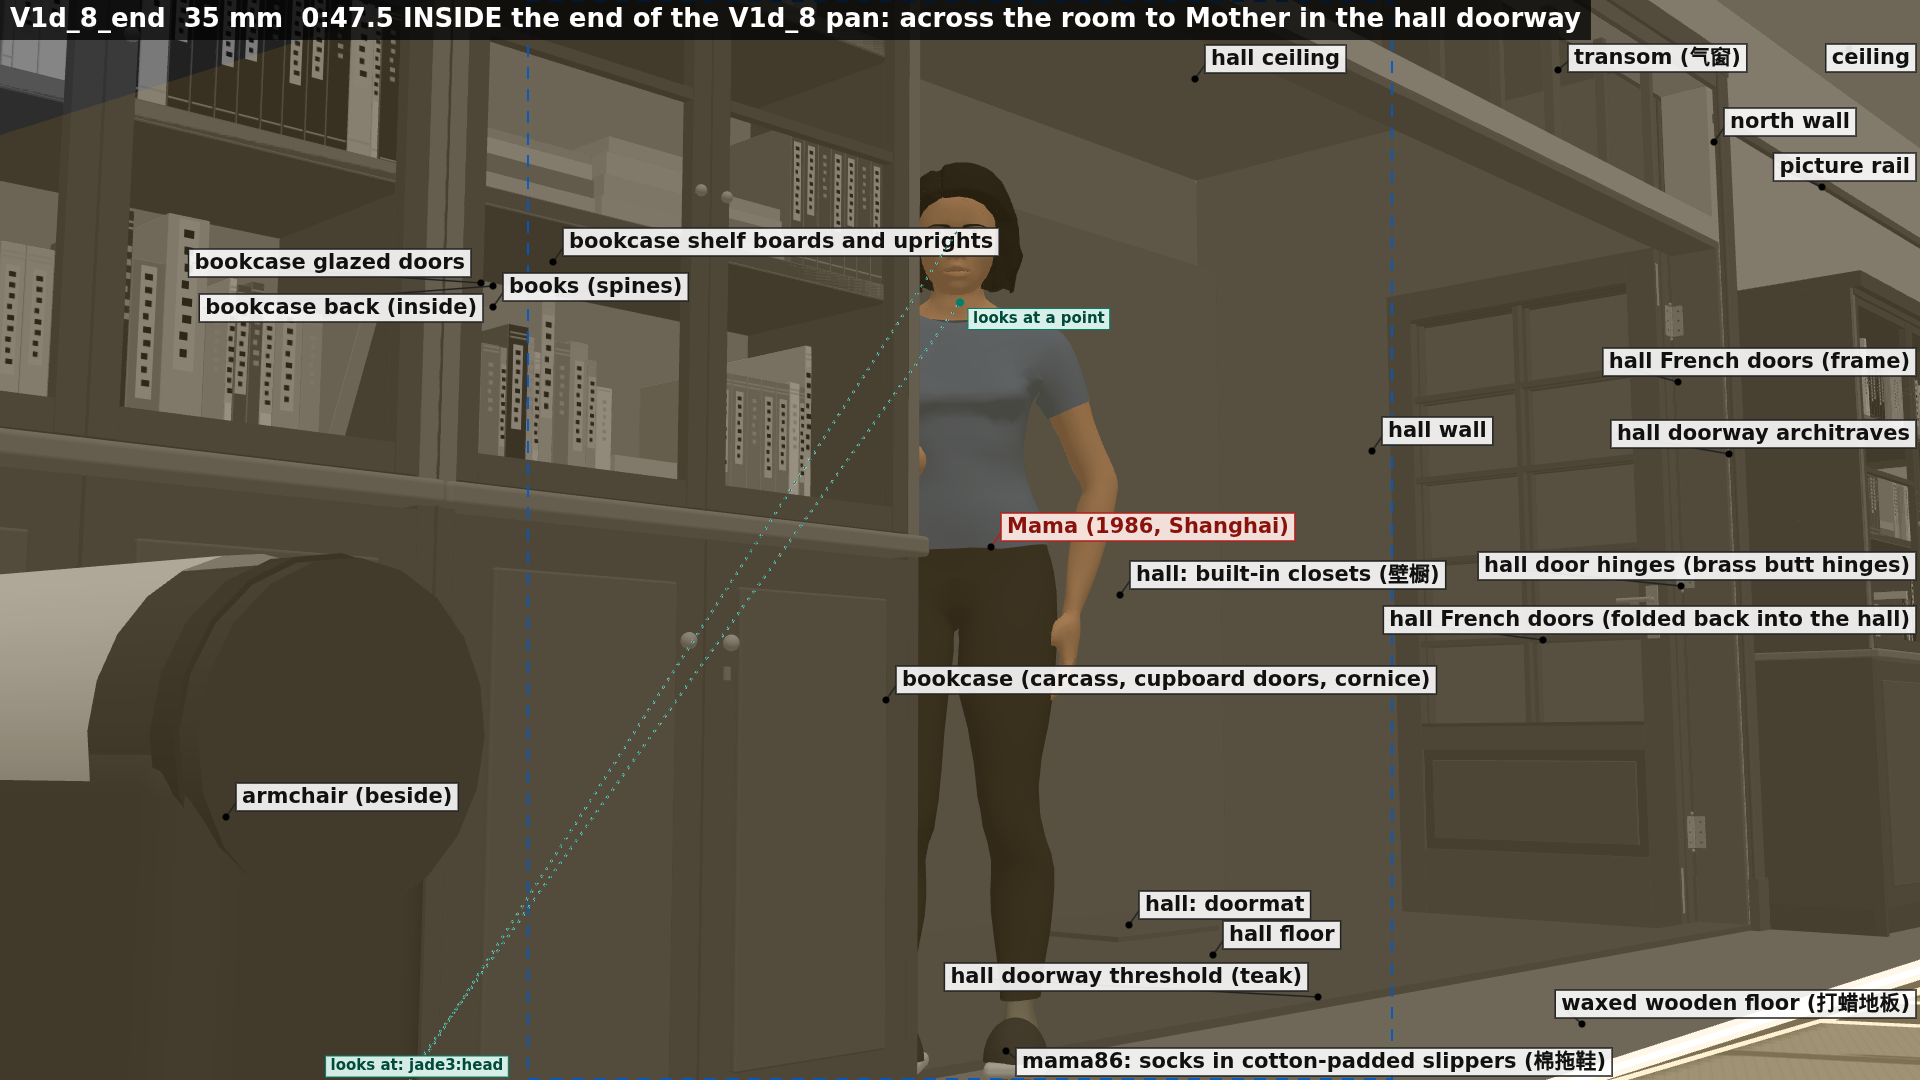 V1d_8_end 35 mm 0:47.5 INSIDE the end of the V1d_8 pan: across the room to Mother in the hall doorway
hall ceiling
transom (气窗)
ceiling
north wall
picture rail
bookcase shelf boards and uprights
bookcase glazed doors
books (spines)
bookcase back (inside)
looks at a point
hall French doors (frame)
hall wall
hall doorway architraves
Mama (1986, Shanghai)
hall: built-in closets (壁橱)
hall door hinges (brass butt hinges)
hall French doors (folded back into the hall)
bookcase (carcass, cupboard doors, cornice)
armchair (beside)
hall: doormat
hall floor
hall doorway threshold (teak)
waxed wooden floor (打蜡地板)
looks at: jade3:head
mama86: socks in cotton-padded slippers (棉拖鞋)